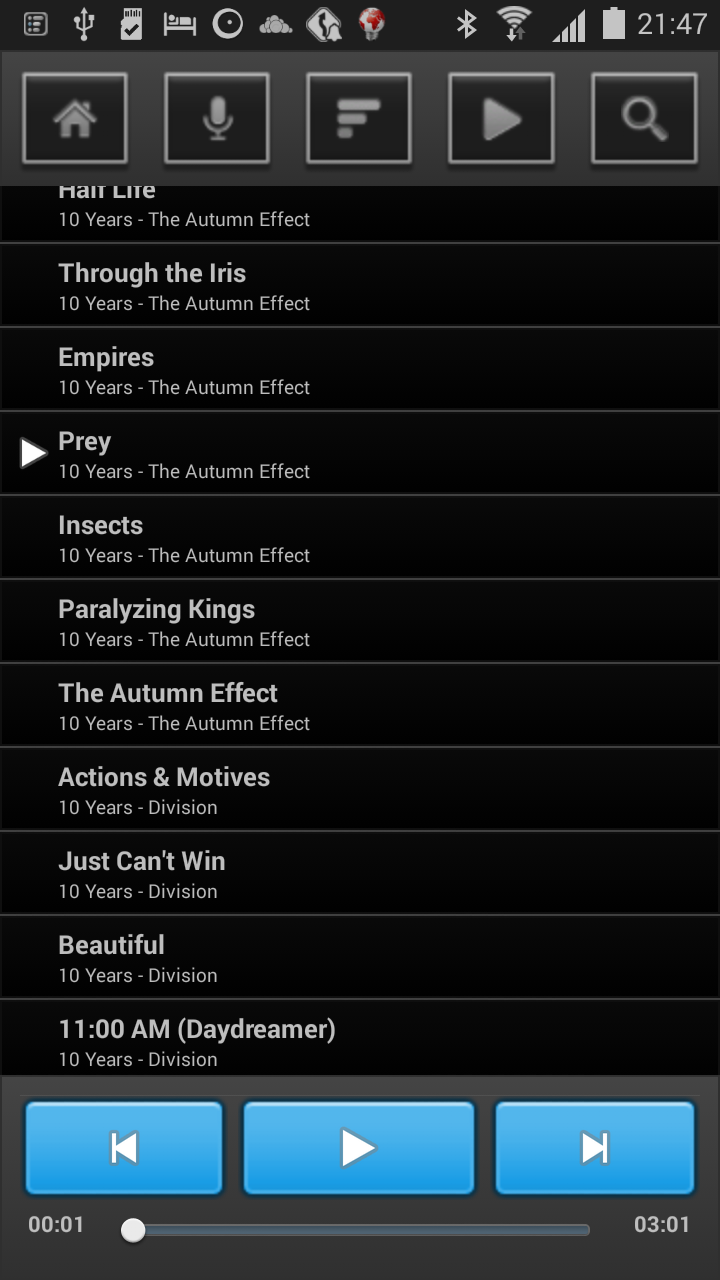 21:47
Half Life
10 Years - The Autumn Effect
Through the Iris
10 Years - The Autumn Effect
Empires
10 Years - The Autumn Effect
Prey
10 Years - The Autumn Effect
Insects
10 Years - The Autumn Effect
Paralyzing Kings
10 Years - The Autumn Effect
The Autumn Effect
10 Years - The Autumn Effect
Actions & Motives
10 Years - Division
Just Can't Win
10 Years - Division
Beautiful
10 Years - Division
11:00 AM (Daydreamer)
10 Years - Division
00:01
03:01